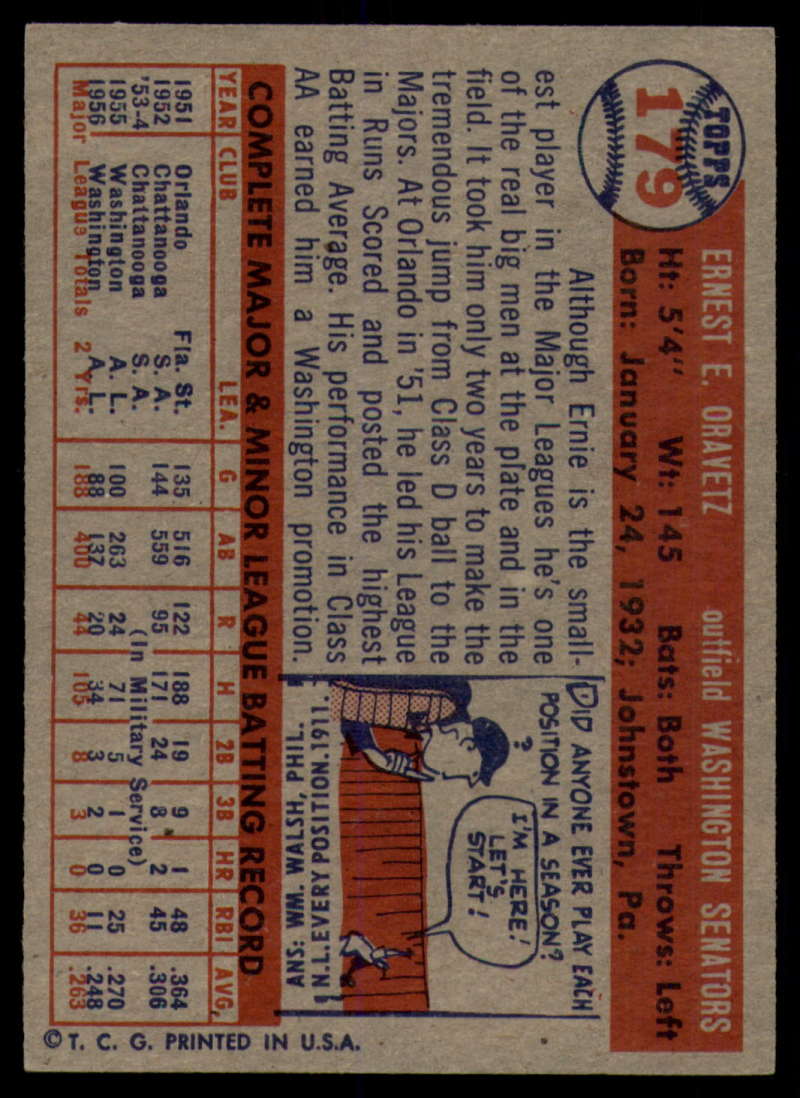 TOPPS
179
ERNEST E. ORAVETZ outfield WASHINGTON SENATORS
Ht: 5'4" Wt: 145 Bats: Both Throws: Left
Born: January 24, 1932; Johnstown, Pa.
Although Ernie is the small-
est player in the Major Leagues he's one
of the real big men at the plate and in the
field. It took him only two years to make the
tremendous jump from Class D ball to the
Majors. At Orlando in '51, he led his League
in Runs Scored and posted the highest
Batting Average. His performance in Class
AA earned him a Washington promotion.
DID ANYONE EVER PLAY EACH
POSITION IN A SEASON?
?
I'M HERE!
LET'S
START!
ANS: WM. WALSH, PHIL.
N.L. EVERY POSITION. 1911.
COMPLETE MAJOR & MINOR LEAGUE BATTING RECORD
YEAR CLUB LEA. G AB R H 2B 3B HR RBI AVG.
1951 Orlando Fla. St. 135 516 122 188 19 9 1 48 .364
1952 Chattanooga S. A. 144 559 95 171 24 8 2 45 .306
'53-4 Chattanooga S. A. (In Military Service)
1955 Washington A. L. 100 263 24 71 5 1 0 25 .270
1956 Washington A. L. 88 137 20 34 3 2 0 11 .248
Major League Totals 2 Yrs. 188 400 44 105 8 3 0 36 .263
© T. C. G. PRINTED IN U.S.A.